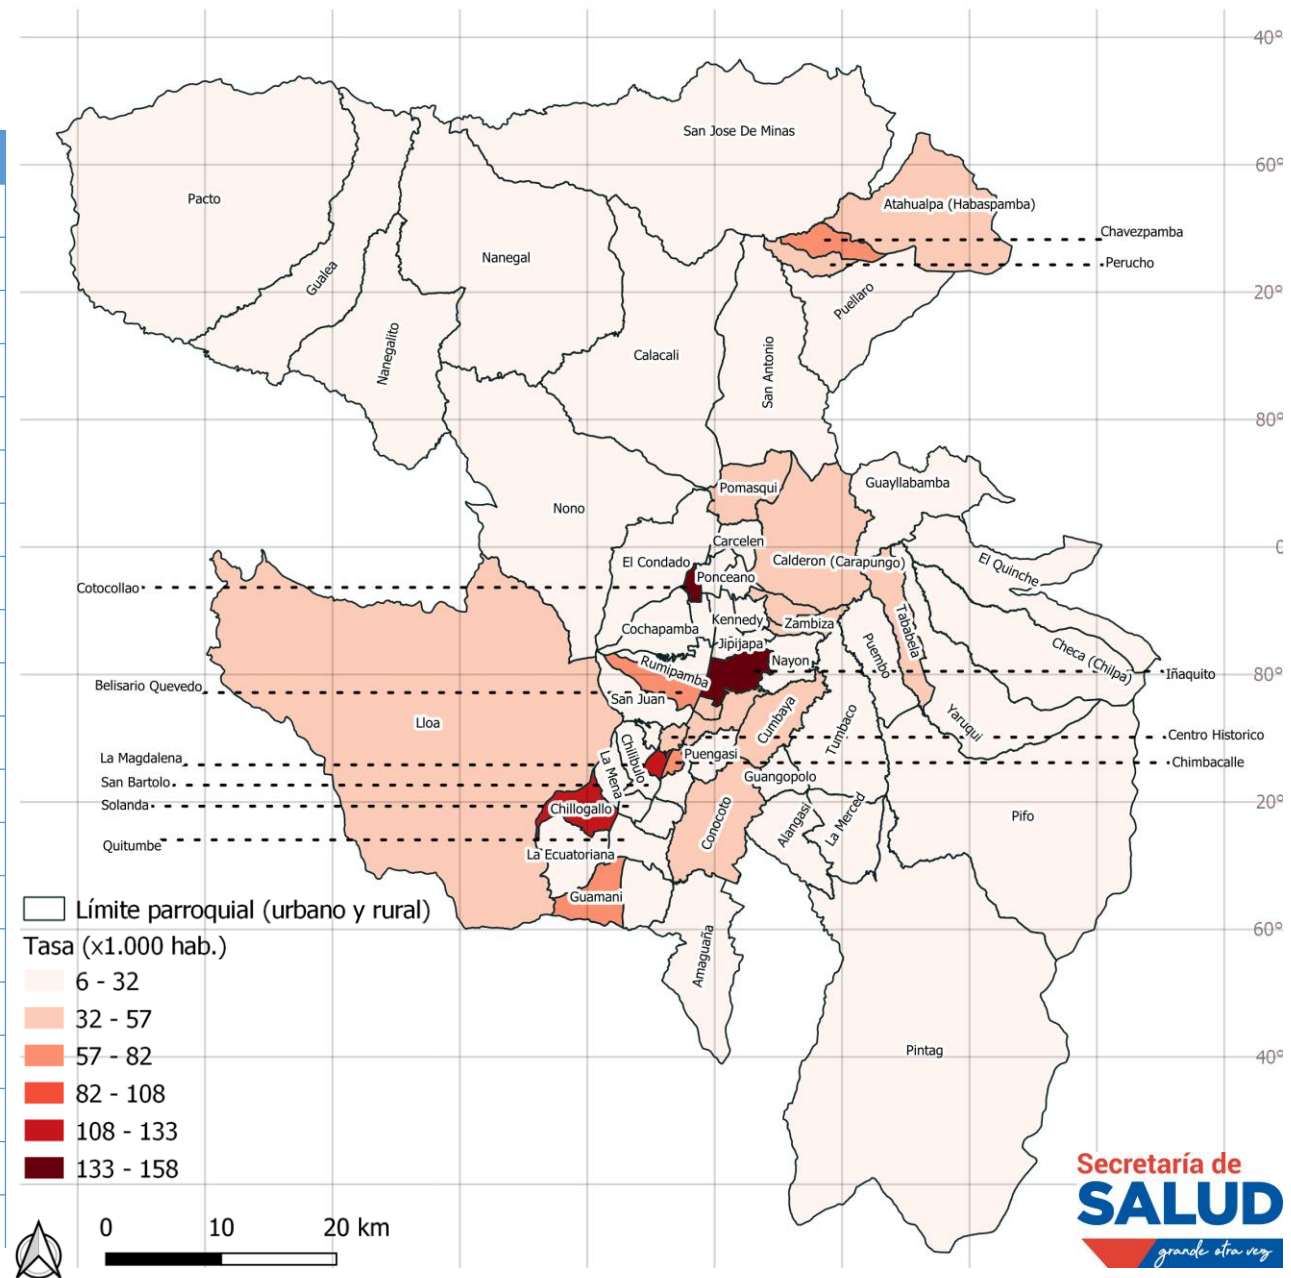 40°
San Jose De Minas
60°
Pacto
Atahualpa (Habaspamba)
Chavezpamba
Nanegal
Perucho
Gualea
20°
Puellaro
Nanegalito
Calacali
San Antonio
80°
Pomasqui
Guayllabamba
Nono
Carcelen
0
El Condado
Calderon (Carapungo)
El Quinche
Ponceano
Cotocollao
Kennedy
Zambiza
Tababela
Cochapamba
Jipijapa
Puembo
Checa (Chilpa)
Nayon
Rumipamba
80°
Iñaquito
Belisario Quevedo
San Juan
Cumbaya
Lloa
Tumbaco
Yaruqui
Centro Historico
La Magdalena
Chilibulo
Puengasi
Chimbacalle
La Mena
San Bartolo
Guangopolo
Solanda
Chillogallo
20°
Conocoto
Alangasi
La Merced
Pifo
Quitumbe
La Ecuatoriana
Guamani
Límite parroquial (urbano y rural)
60°
Amaguaña
Tasa (x1.000 hab.)
6 - 32
32 - 57
57 - 82
Pintag
40°
82 - 108
108 - 133
133 - 158
0 10 20 km
Secretaría de
SALUD
grande otra vez